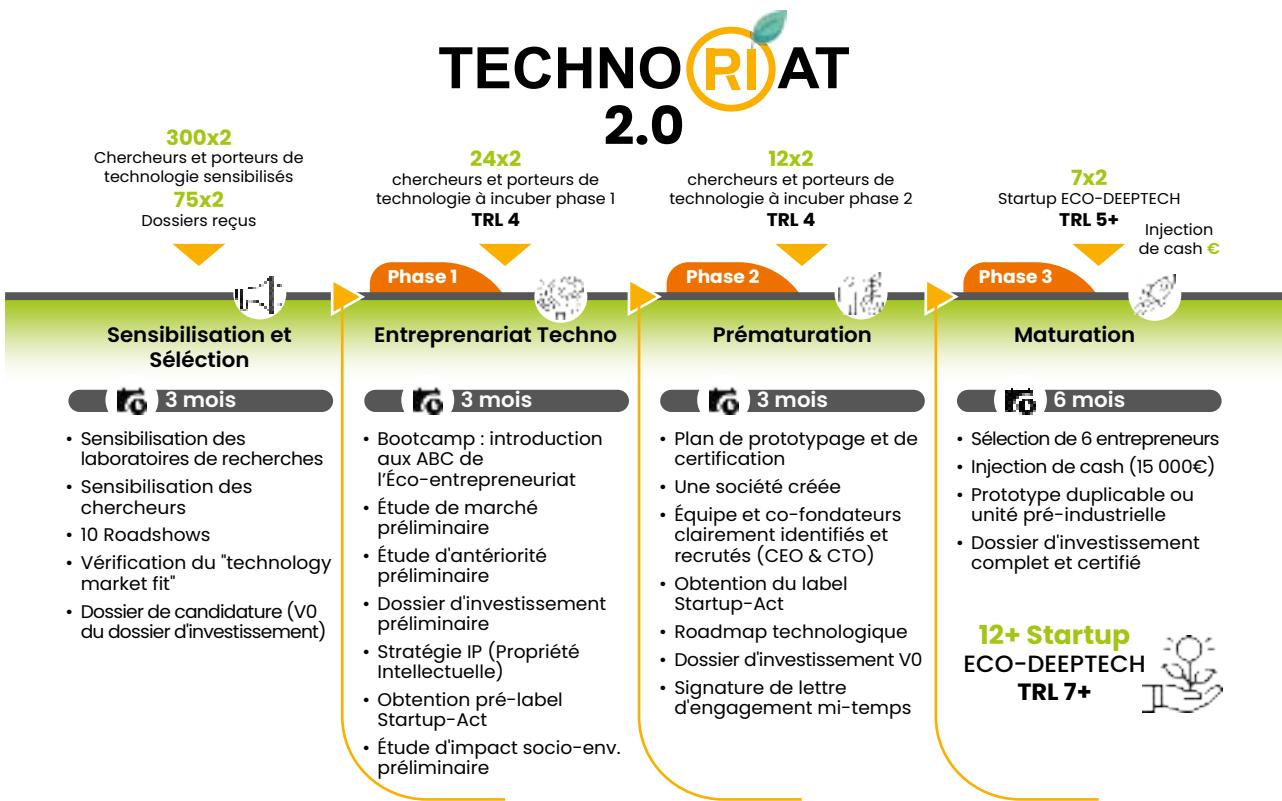 TECHNORIAT
2.0
300x2
Chercheurs et porteurs de
technologie sensibilisés
75x2
Dossiers reçus
24x2
chercheurs et porteurs de
technologie à incuber phase 1
TRL 4
12x2
chercheurs et porteurs de
technologie à incuber phase 2
TRL 4
7x2
Startup ECO-DEEPTECH
TRL 5+
Injection
de cash €
Phase 1
Phase 2
Phase 3
Sensibilisation et
Séléction
3 mois
• Sensibilisation des
laboratoires de recherches
• Sensibilisation des
chercheurs
• 10 Roadshows
• Vérification du "technology
market fit"
• Dossier de candidature (V0
du dossier d'investissement)
Entreprenariat Techno
3 mois
• Bootcamp : introduction
aux ABC de
l'Éco-entrepreneuriat
• Étude de marché
préliminaire
• Étude d'antériorité
préliminaire
• Dossier d'investissement
préliminaire
• Stratégie IP (Propriété
Intellectuelle)
• Obtention pré-label
Startup-Act
• Étude d'impact socio-env.
préliminaire
Prématuration
3 mois
• Plan de prototypage et de
certification
• Une société créée
• Équipe et co-fondateurs
clairement identifiés et
recrutés (CEO & CTO)
• Obtention du label
Startup-Act
• Roadmap technologique
• Dossier d'investissement V0
• Signature de lettre
d'engagement mi-temps
Maturation
6 mois
• Sélection de 6 entrepreneurs
• Injection de cash (15 000€)
• Prototype duplicable ou
unité pré-industrielle
• Dossier d'investissement
complet et certifié
12+ Startup
ECO-DEEPTECH
TRL 7+